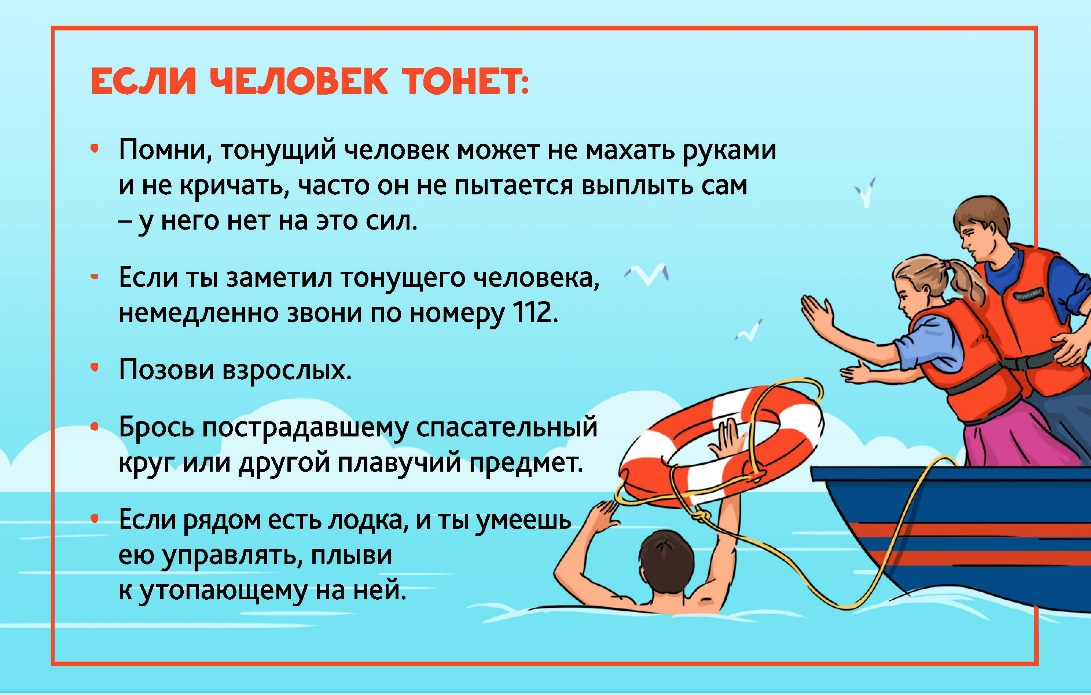 ЕСЛИ ЧЕЛОВЕК ТОНЕТ:
• Помни, тонущий человек может не махать руками
и не кричать, часто он не пытается выплыть сам
– у него нет на это сил.
• Если ты заметил тонущего человека,
немедленно звони по номеру 112.
• Позови взрослых.
• Брось пострадавшему спасательный
круг или другой плавучий предмет.
• Если рядом есть лодка, и ты умеешь
ею управлять, плыви
к утопающему на ней.